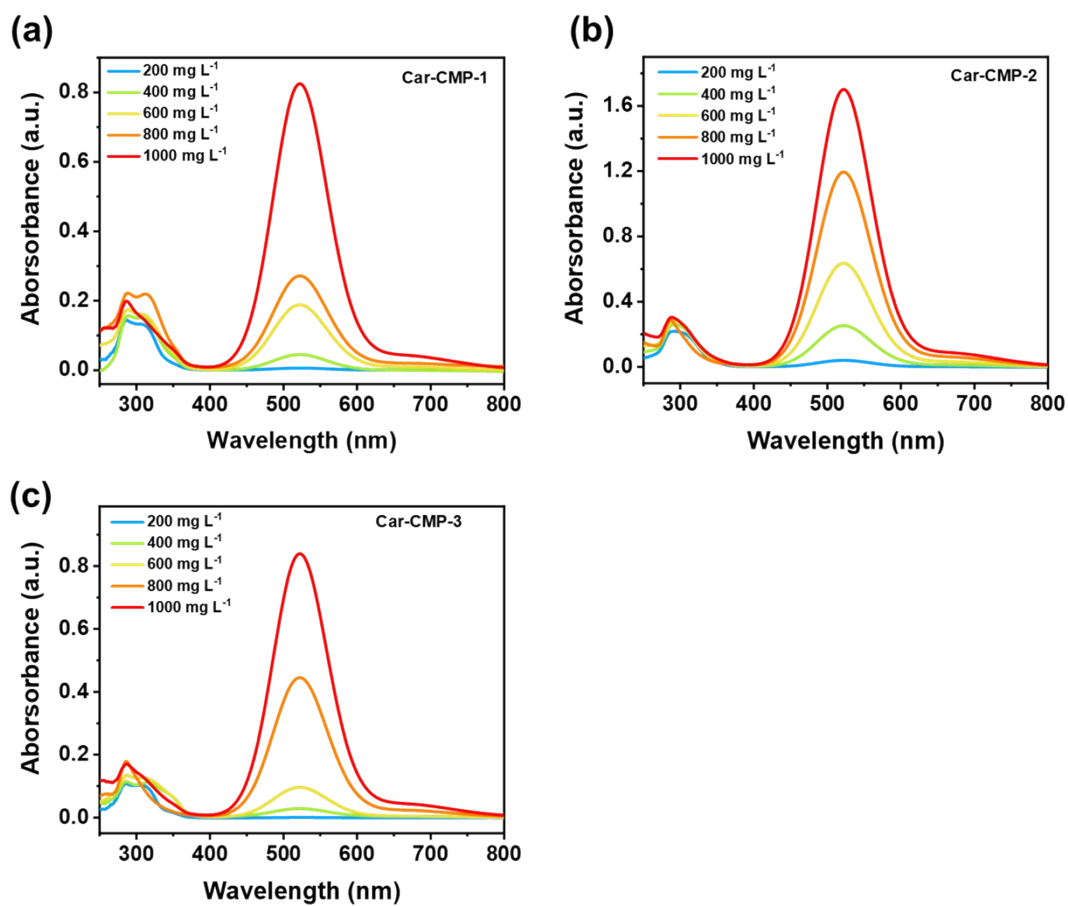 (a)
Car-CMP-1
200 mg L⁻¹
400 mg L⁻¹
600 mg L⁻¹
800 mg L⁻¹
1000 mg L⁻¹
Aborsorbance (a.u.)
0.8
0.6
0.4
0.2
0.0
300 400 500 600 700 800
Wavelength (nm)
(b)
Car-CMP-2
200 mg L⁻¹
400 mg L⁻¹
600 mg L⁻¹
800 mg L⁻¹
1000 mg L⁻¹
Aborsorbance (a.u.)
1.6
1.2
0.8
0.4
0.0
300 400 500 600 700 800
Wavelength (nm)
(c)
Car-CMP-3
200 mg L⁻¹
400 mg L⁻¹
600 mg L⁻¹
800 mg L⁻¹
1000 mg L⁻¹
Aborsorbance (a.u.)
0.8
0.6
0.4
0.2
0.0
300 400 500 600 700 800
Wavelength (nm)